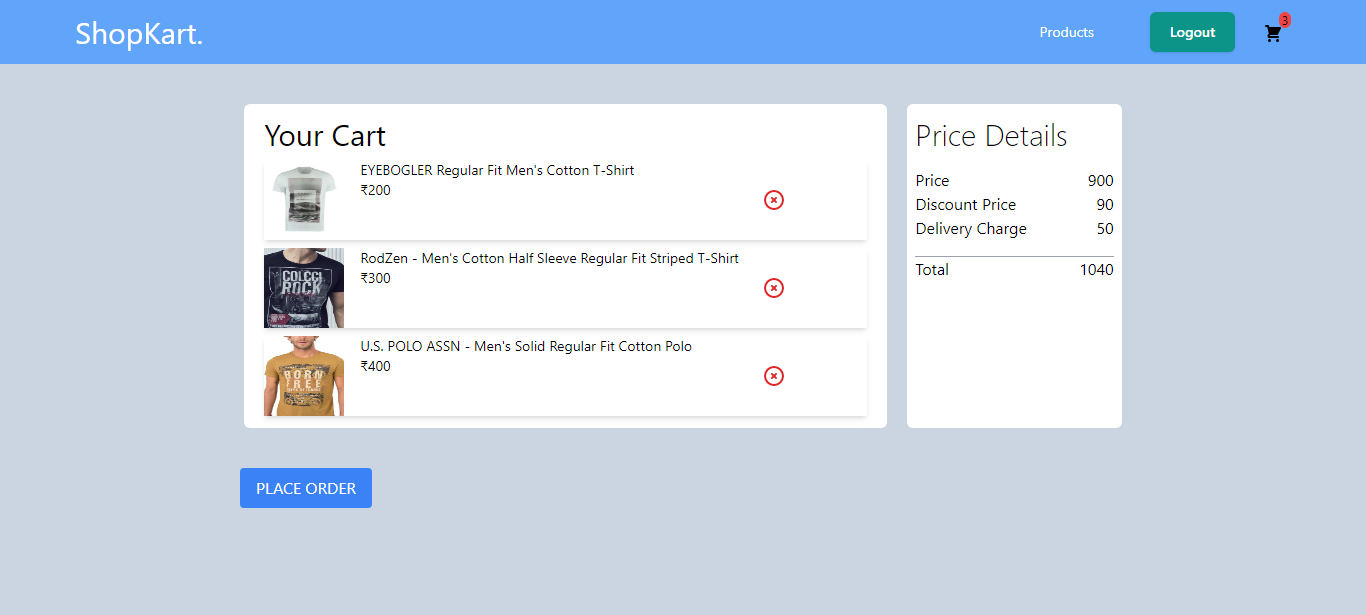 ShopKart.
Products
Logout
3
Your Cart
EYEBOGLER Regular Fit Men's Cotton T-Shirt
₹200
COLCCI
ROCK
RodZen - Men's Cotton Half Sleeve Regular Fit Striped T-Shirt
₹300
BORN
FREE
U.S. POLO ASSN - Men's Solid Regular Fit Cotton Polo
₹400
Price Details
Price 900
Discount Price 90
Delivery Charge 50
Total 1040
PLACE ORDER